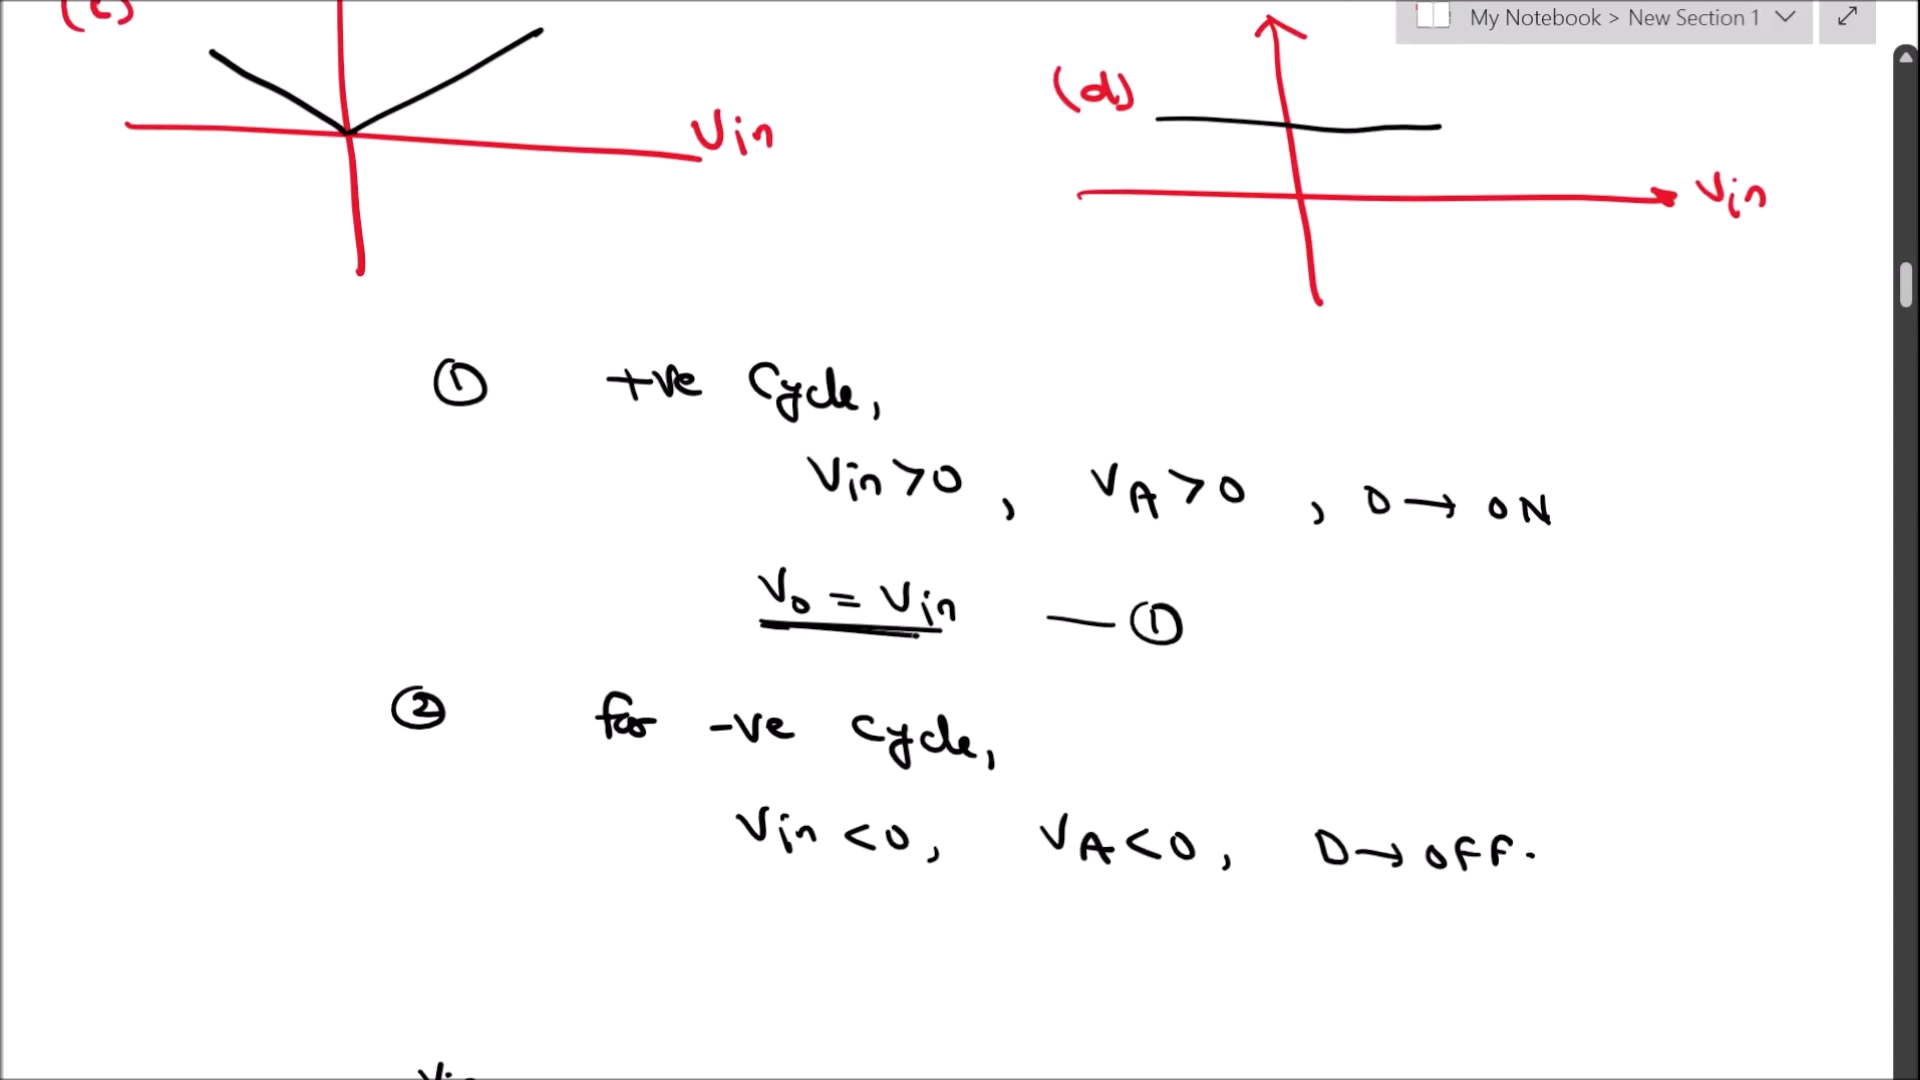 (c)
My Notebook > New Section 1
(d)
Vin
Vin
① +ve Cycle,
Vin>0 , VA>0 , D→ ON
Vo = Vin —①
② for -ve Cycle,
Vin<0, VA<0, D→ OFF.
Vin